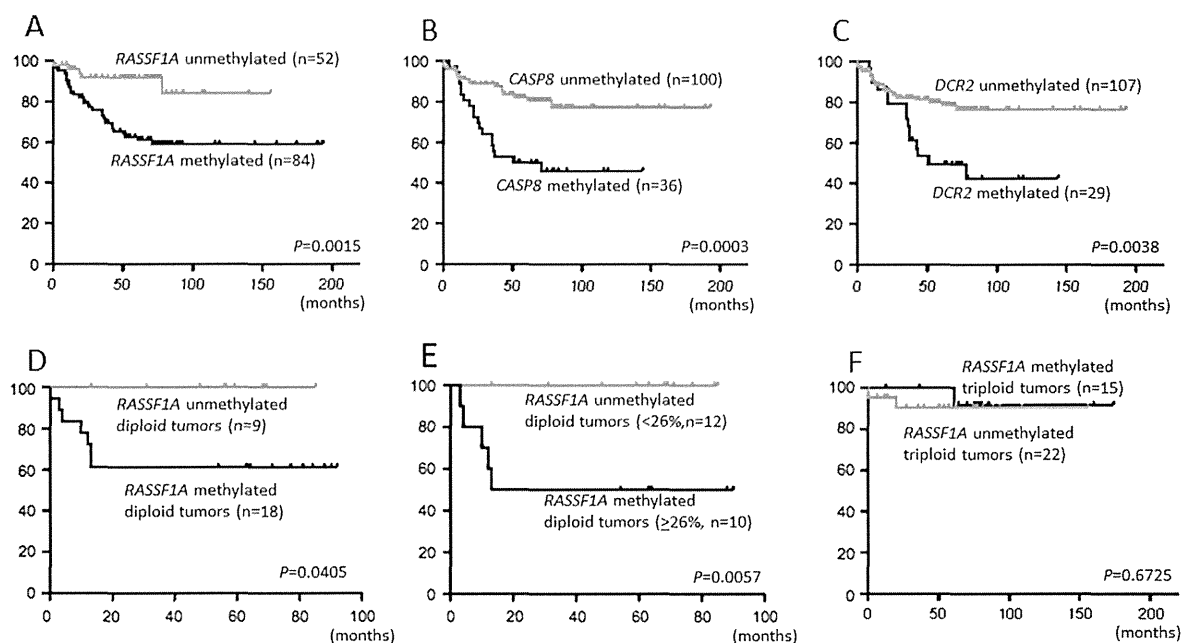 A
100
80
60
40
20
0
RASSF1A unmethylated (n=52)
RASSF1A methylated (n=84)
P=0.0015
0 50 100 150 200
(months)
B
100
80
60
40
20
0
CASP8 unmethylated (n=100)
CASP8 methylated (n=36)
P=0.0003
0 50 100 150 200
(months)
C
100
80
60
40
20
0
DCR2 unmethylated (n=107)
DCR2 methylated (n=29)
P=0.0038
0 50 100 150 200
(months)
D
100
80
60
40
20
0
RASSF1A unmethylated
diploid tumors (n=9)
RASSF1A methylated
diploid tumors (n=18)
P=0.0405
0 20 40 60 80 100
(months)
E
100
80
60
40
20
0
RASSF1A unmethylated
diploid tumors (<26%,n=12)
RASSF1A methylated
diploid tumors (≥26%, n=10)
P=0.0057
0 20 40 60 80 100
(months)
F
100
80
60
40
20
0
RASSF1A methylated
triploid tumors (n=15)
RASSF1A unmethylated
triploid tumors (n=22)
P=0.6725
0 50 100 150 200
(months)